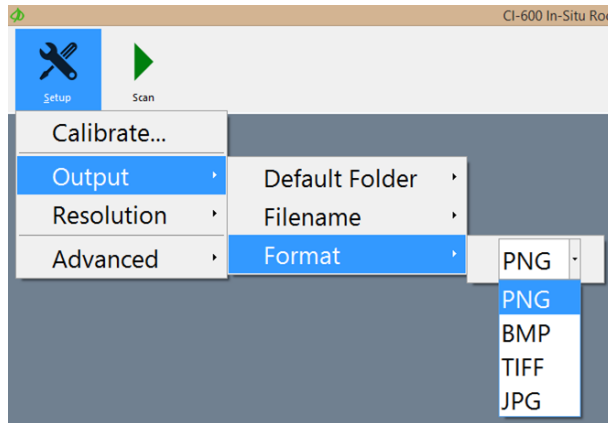 CI-600 In-Situ Roo
Setup
Scan
Calibrate...
Output
Resolution
Advanced
Default Folder
Filename
Format
PNG
PNG
BMP
TIFF
JPG